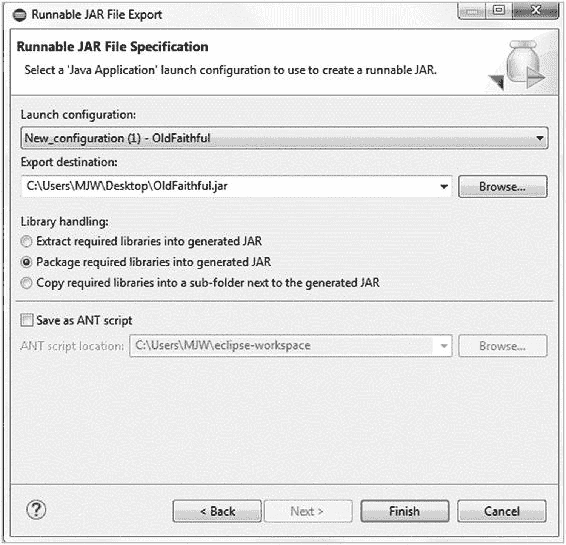 Runnable JAR File Export
Runnable JAR File Specification
Select a 'Java Application' launch configuration to use to create a runnable JAR.
Launch configuration:
New_configuration (1) - OldFaithful
Export destination:
C:\Users\MJW\Desktop\OldFaithful.jar
Browse...
Library handling:
Extract required libraries into generated JAR
Package required libraries into generated JAR
Copy required libraries into a sub-folder next to the generated JAR
Save as ANT script
ANT script location:
C:\Users\MJW\eclipse-workspace
Browse...
?
< Back
Next >
Finish
Cancel